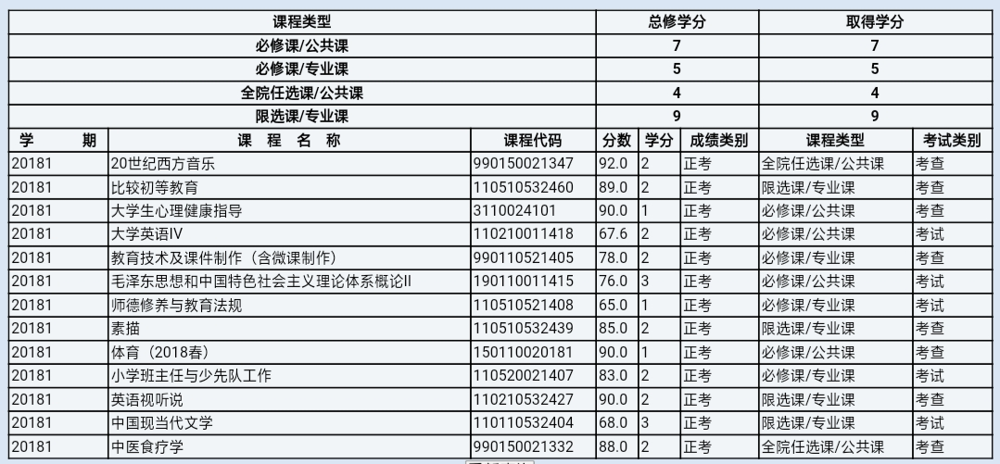 课程类型 总修学分 取得学分
必修课/公共课 7 7
必修课/专业课 5 5
全院任选课/公共课 4 4
限选课/专业课 9 9
学 期 课 程 名 称 课程代码 分数 学分 成绩类别 课程类型 考试类别
20181 20世纪西方音乐 990150021347 92.0 2 正考 全院任选课/公共课 考查
20181 比较初等教育 110510532460 89.0 2 正考 限选课/专业课 考查
20181 大学生心理健康指导 3110024101 90.0 1 正考 必修课/公共课 考查
20181 大学英语IV 110210011418 67.6 2 正考 必修课/公共课 考试
20181 教育技术及课件制作（含微课制作） 990110521405 78.0 2 正考 必修课/专业课 考查
20181 毛泽东思想和中国特色社会主义理论体系概论II 190110011415 76.0 3 正考 必修课/公共课 考试
20181 师德修养与教育法规 110510521408 65.0 1 正考 必修课/专业课 考试
20181 素描 110510532439 85.0 2 正考 限选课/专业课 考查
20181 体育（2018春） 150110020181 90.0 1 正考 必修课/公共课 考查
20181 小学班主任与少先队工作 110520021407 83.0 2 正考 必修课/专业课 考试
20181 英语视听说 110210532427 90.0 2 正考 限选课/专业课 考查
20181 中国现当代文学 110110532404 68.0 3 正考 限选课/专业课 考试
20181 中医食疗学 990150021332 88.0 2 正考 全院任选课/公共课 考查